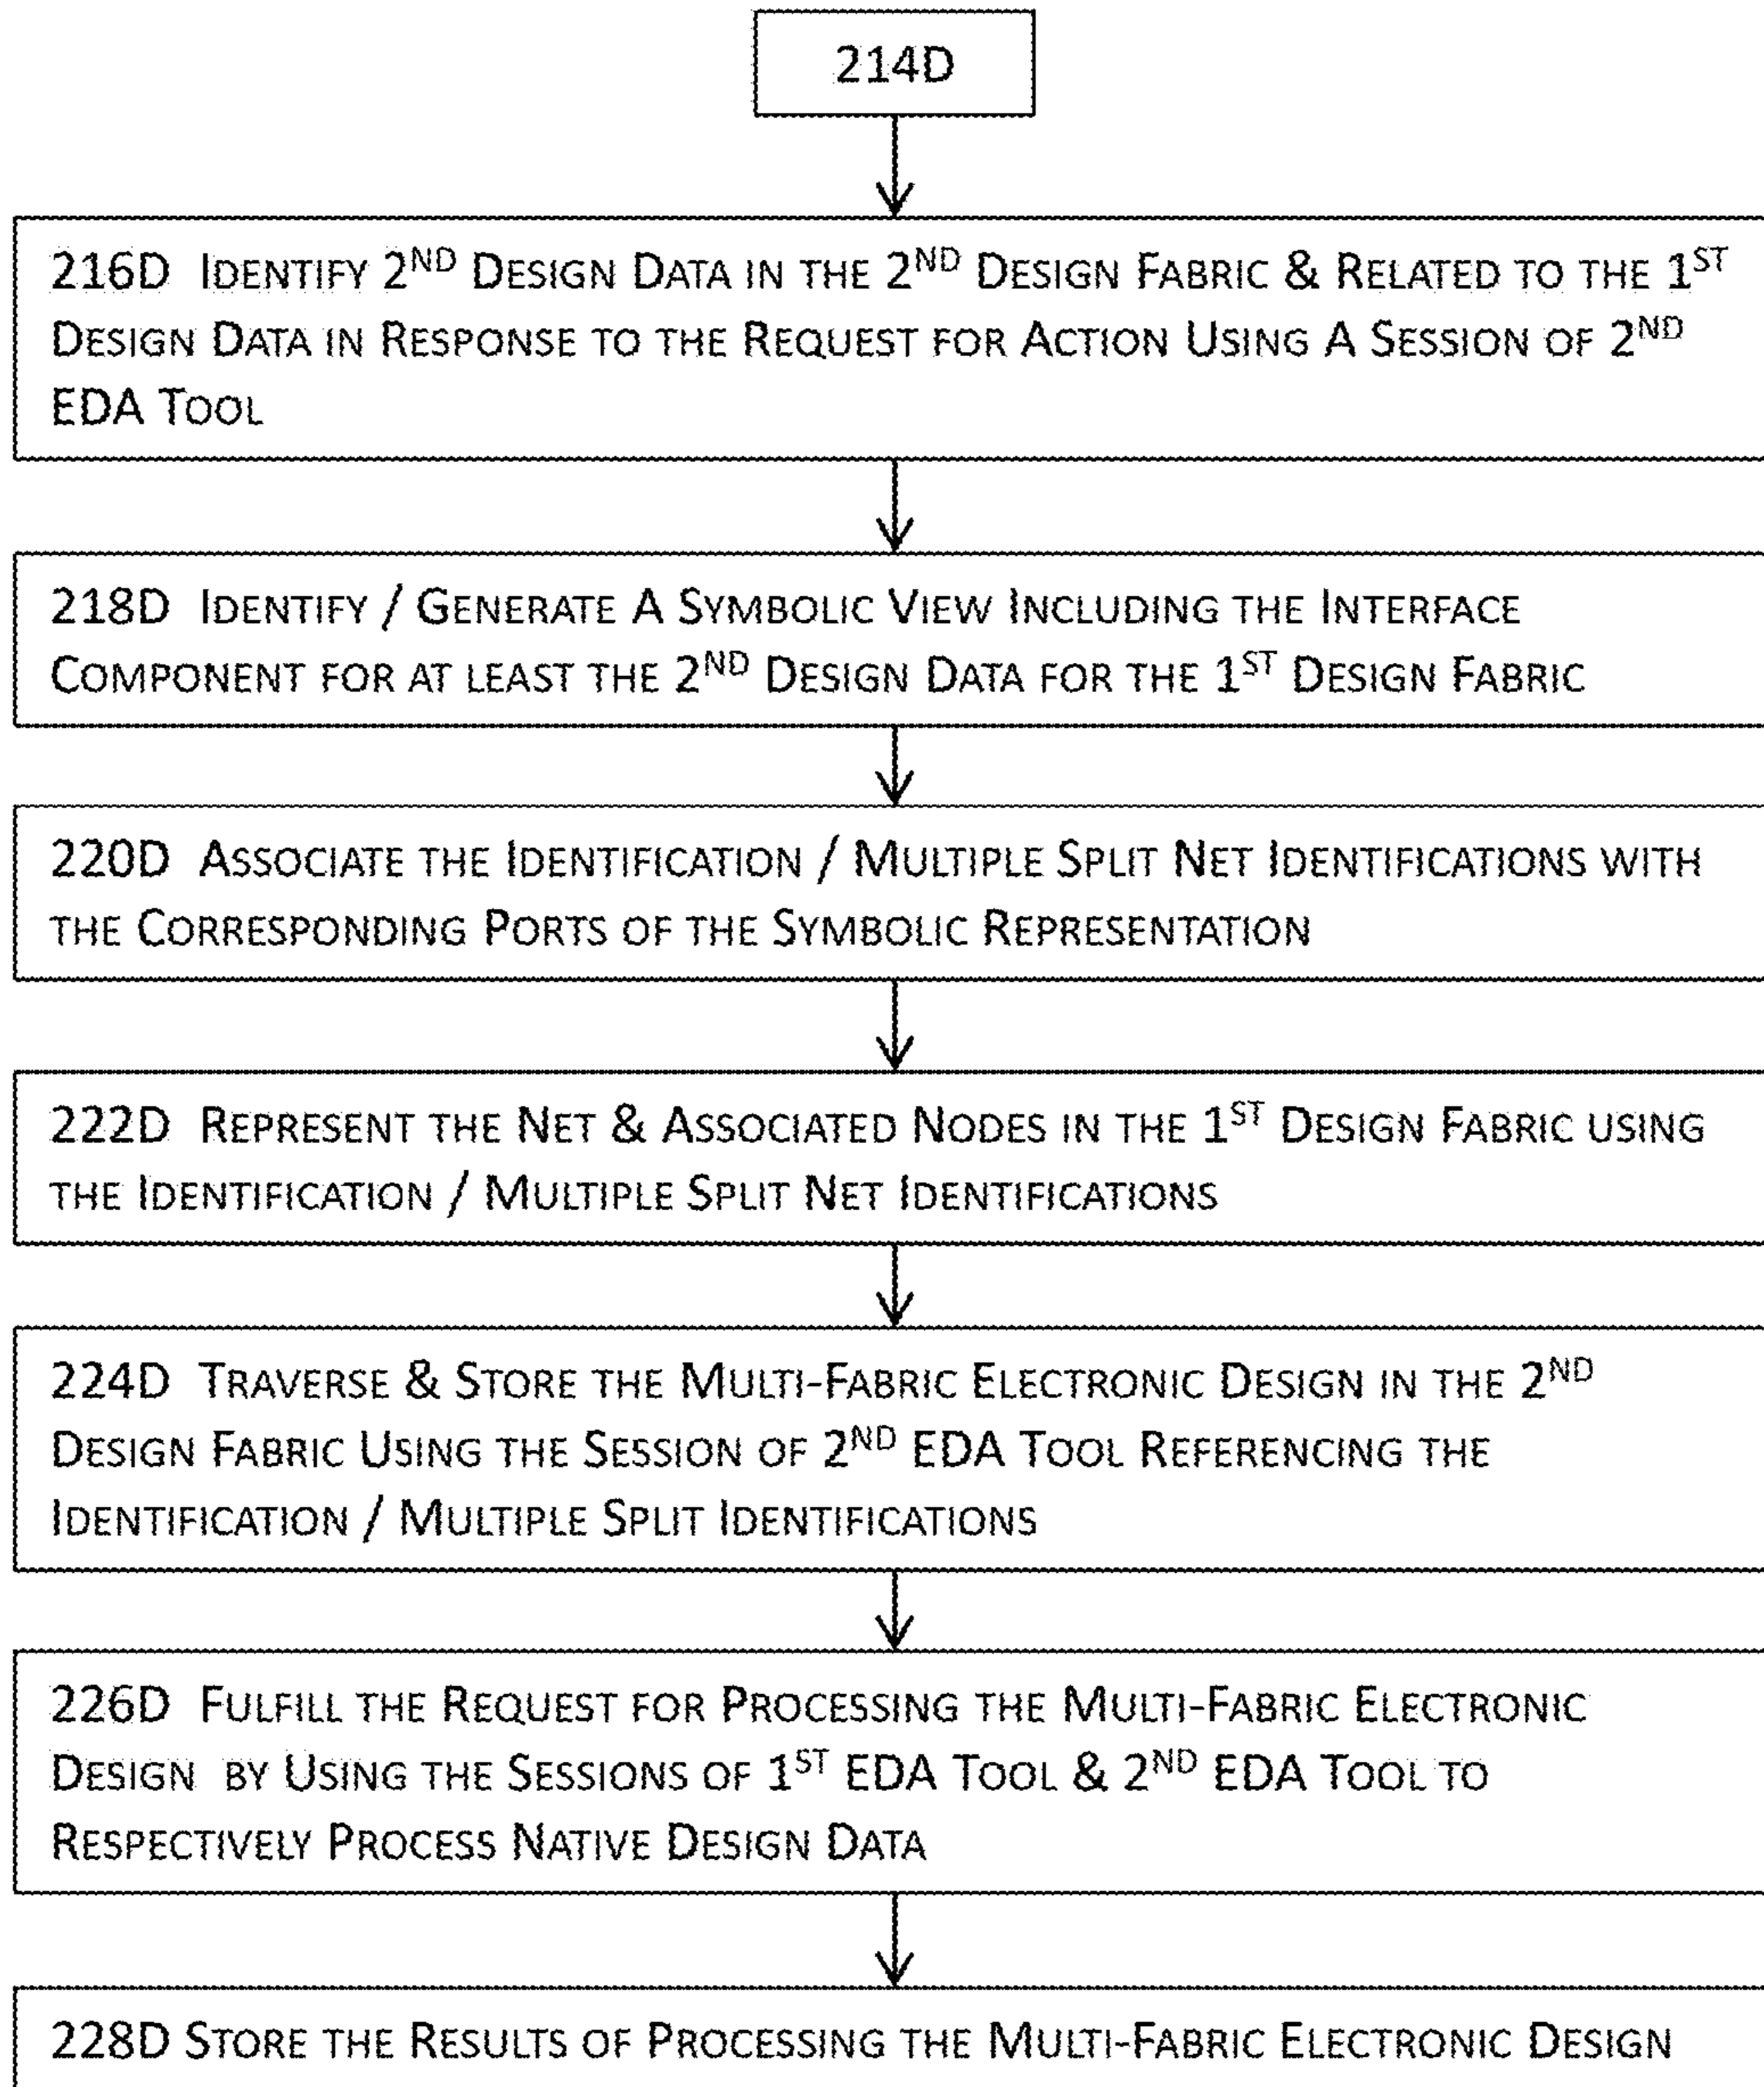 214D
216D Identify 2ND Design Data in the 2ND Design Fabric & Related to the 1ST
Design Data in Response to the Request for Action Using A Session of 2ND
EDA Tool
218D Identify / Generate A Symbolic View Including the Interface
Component for at least the 2ND Design Data for the 1ST Design Fabric
220D Associate the Identification / Multiple Split Net Identifications with
the Corresponding Ports of the Symbolic Representation
222D Represent the Net & Associated Nodes in the 1ST Design Fabric using
the Identification / Multiple Split Net Identifications
224D Traverse & Store the Multi-Fabric Electronic Design in the 2ND
Design Fabric Using the Session of 2ND EDA Tool Referencing the
Identification / Multiple Split Identifications
226D Fulfill the Request for Processing the Multi-Fabric Electronic
Design by Using the Sessions of 1ST EDA Tool & 2ND EDA Tool to
Respectively Process Native Design Data
228D Store the Results of Processing the Multi-Fabric Electronic Design